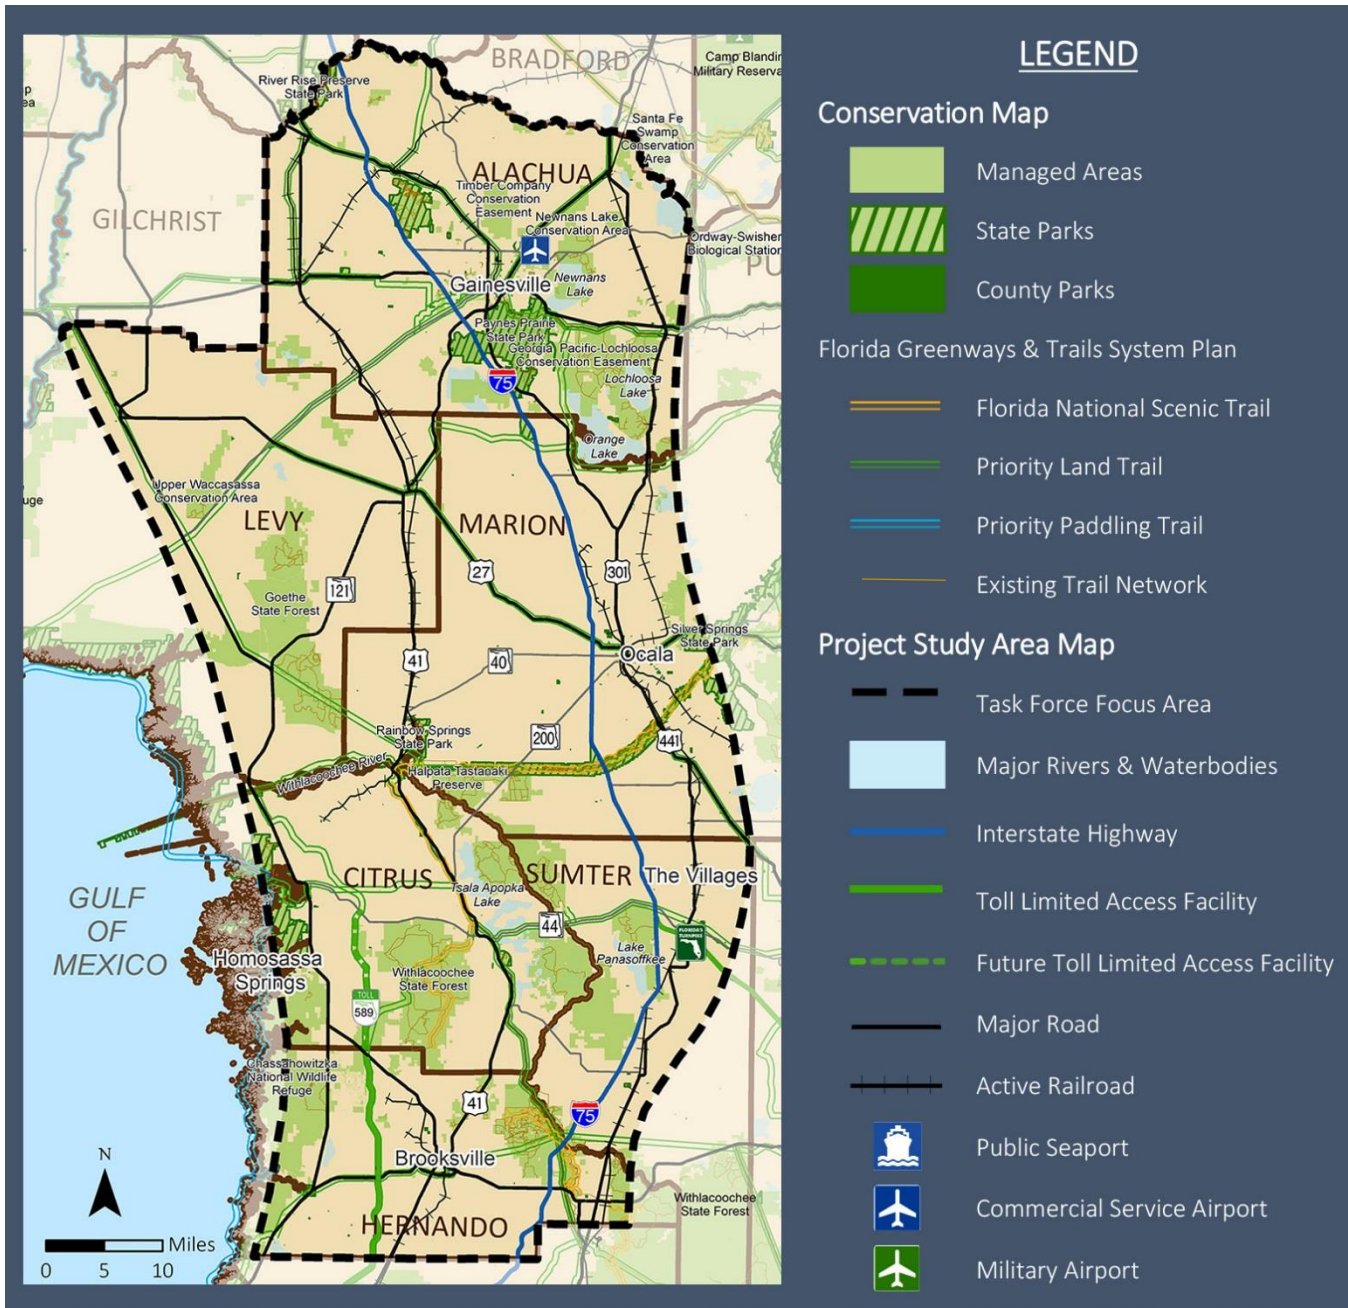 BRADFORD
Camp Blandin
Military Reserva
River Rise Preserve
State Park
Santa Fe
Swamp
Conservation
Area
ALACHUA
Timber Company
Conservation
Easement
Newnans Lake
Conservation Area
GILCHRIST
Ordway-Swisher
Biological Station
PU
Gainesville
Newnans
Lake
Paynes Prairie
State Park
Georgia Pacific-Lochloosa
Conservation Easement
75
Lochloosa
Lake
Orange
Lake
Upper Waccasassa
Conservation Area
uge
LEVY
MARION
27
301
121
Goethe
State Forest
Silver Springs
State Park
Ocala
41
40
Rainbow Springs
State Park
200
441
Withlacoochee River
Halpata Tastanaki
Preserve
CITRUS
SUMTER
The Villages
Tsala Apopka
Lake
GULF
OF
MEXICO
44
FLORIDA'S
TURNPIKE
Lake
Panasoffkee
Homosassa
Springs
Withlacoochee
State Forest
TOLL
589
Chassahowitzka
National Wildlife
Refuge
41
75
Brooksville
N
Withlacoochee
State Forest
HERNANDO
Miles
0 5 10
LEGEND
Conservation Map
Managed Areas
State Parks
County Parks
Florida Greenways & Trails System Plan
Florida National Scenic Trail
Priority Land Trail
Priority Paddling Trail
Existing Trail Network
Project Study Area Map
Task Force Focus Area
Major Rivers & Waterbodies
Interstate Highway
Toll Limited Access Facility
Future Toll Limited Access Facility
Major Road
Active Railroad
Public Seaport
Commercial Service Airport
Military Airport